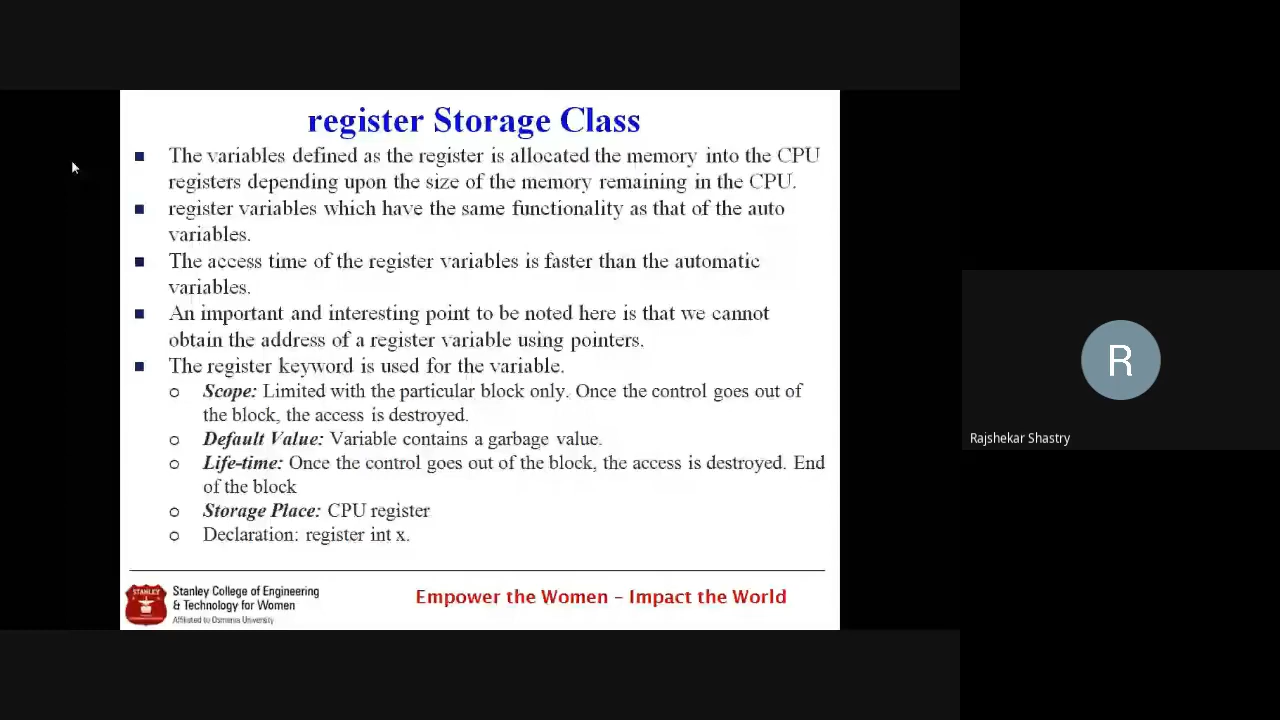 register Storage Class
The variables defined as the register is allocated the memory into the CPU
registers depending upon the size of the memory remaining in the CPU.
register variables which have the same functionality as that of the auto
variables.
The access time of the register variables is faster than the automatic
variables.
An important and interesting point to be noted here is that we cannot
obtain the address of a register variable using pointers.
The register keyword is used for the variable.
Scope: Limited with the particular block only. Once the control goes out of
the block, the access is destroyed.
Default Value: Variable contains a garbage value.
Life-time: Once the control goes out of the block, the access is destroyed. End
of the block
Storage Place: CPU register
Declaration: register int x.
STANLEY
Stanley College of Engineering
& Technology for Women
Affiliated to Osmania University
Empower the Women – Impact the World
R
Rajshekar Shastry